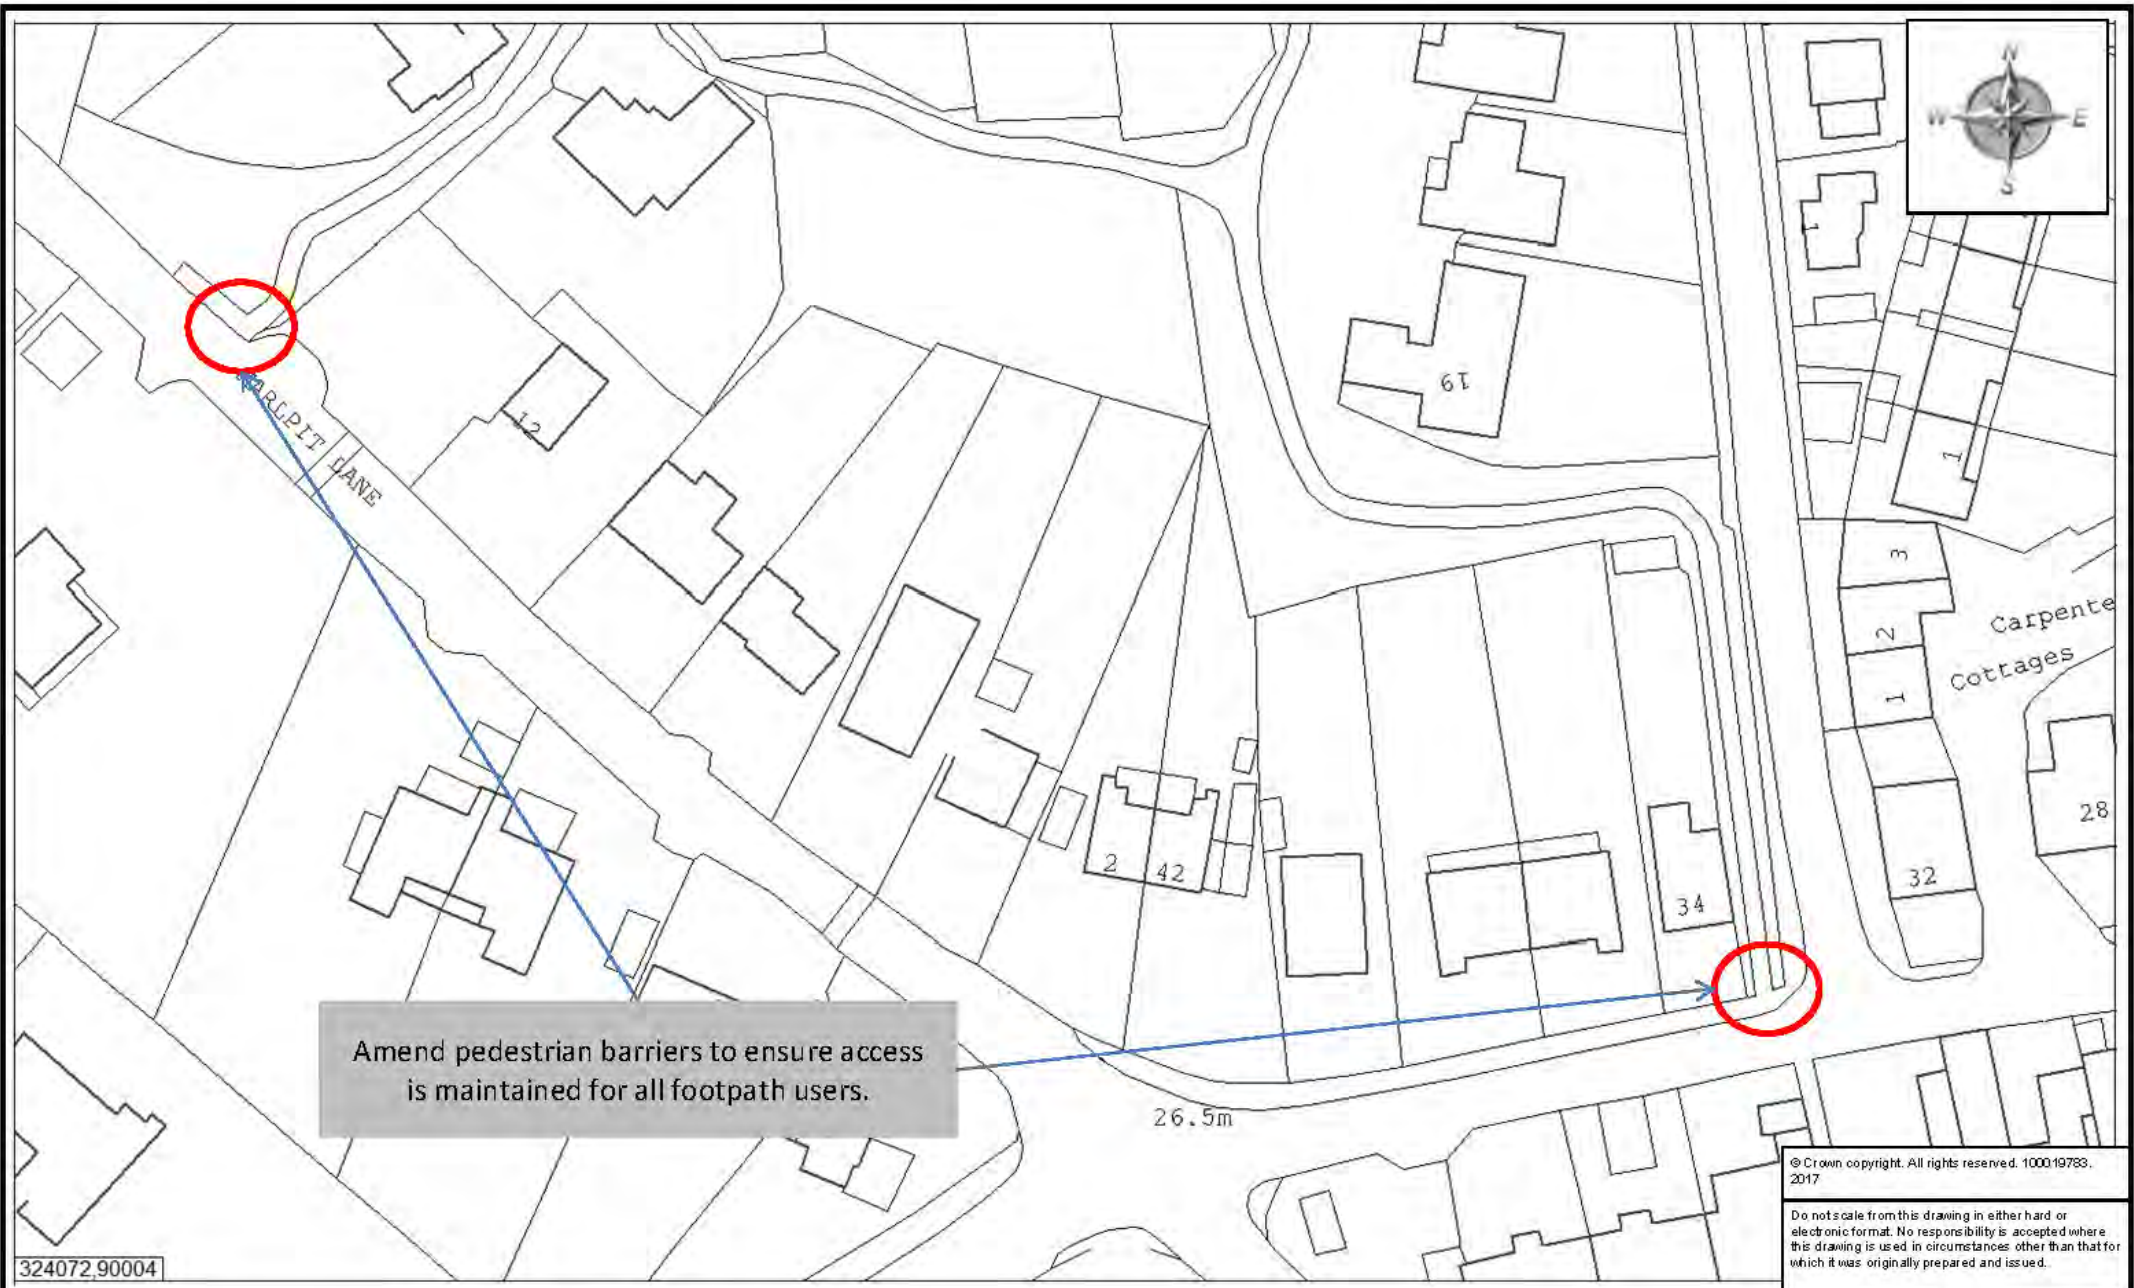 N
W E
S
1
LANE
12
19
1
3
2
1
Carpente
Cottages
28
32
34
2 42
Amend pedestrian barriers to ensure access
is maintained for all footpath users.
26.5m
© Crown copyright. All rights reserved. 100019783.
2017
Do not scale from this drawing in either hard or
electronic format. No responsibility is accepted where
this drawing is used in circumstances other than that for
which it was originally prepared and issued.
324072,90004